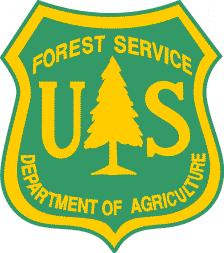 FOREST SERVICE
U S
DEPARTMENT OF AGRICULTURE